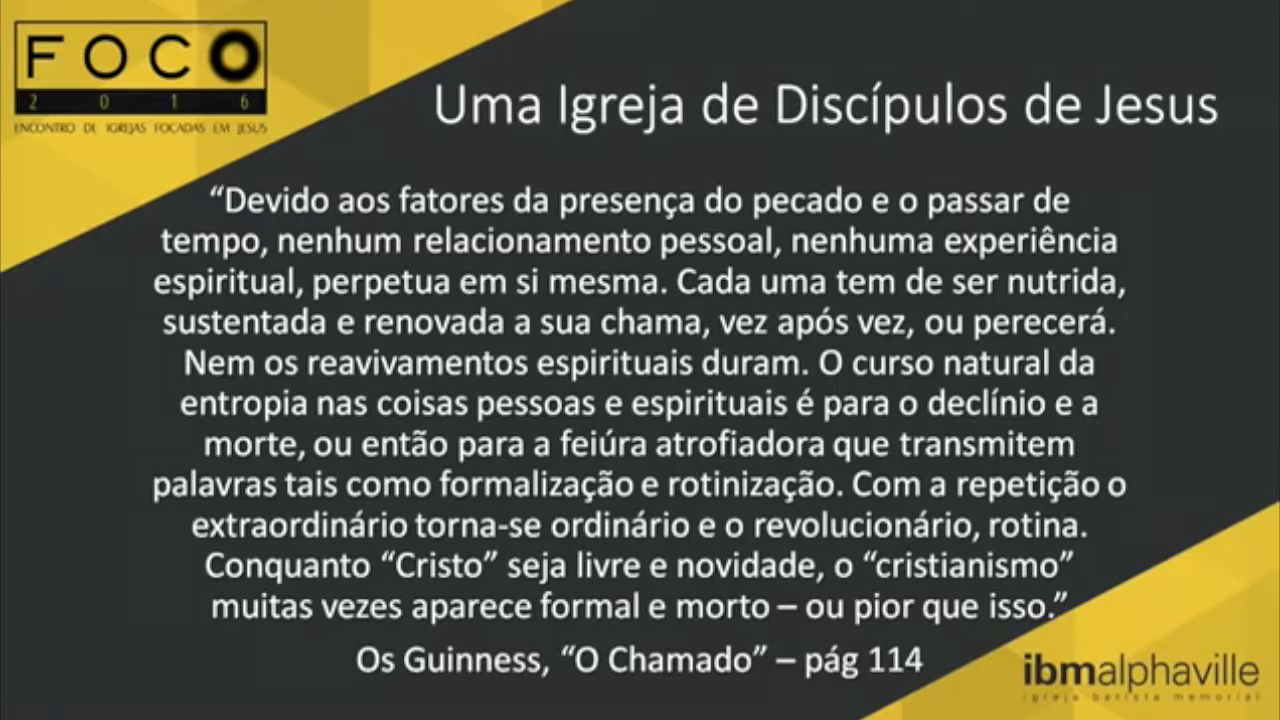 FOCO
2016
ENCONTRO DE IGREJAS FOCADAS EM JESUS
Uma Igreja de Discípulos de Jesus
“Devido aos fatores da presença do pecado e o passar de
tempo, nenhum relacionamento pessoal, nenhuma experiência
espiritual, perpetua em si mesma. Cada uma tem de ser nutrida,
sustentada e renovada a sua chama, vez após vez, ou perecerá.
Nem os reavivamentos espirituais duram. O curso natural da
entropia nas coisas pessoas e espirituais é para o declínio e a
morte, ou então para a feiúra atrofiadora que transmitem
palavras tais como formalização e rotinização. Com a repetição o
extraordinário torna-se ordinário e o revolucionário, rotina.
Conquanto “Cristo” seja livre e novidade, o “cristianismo”
muitas vezes aparece formal e morto – ou pior que isso.”
Os Guinness, “O Chamado” – pág 114
ibmalphaville
igreja batista memorial